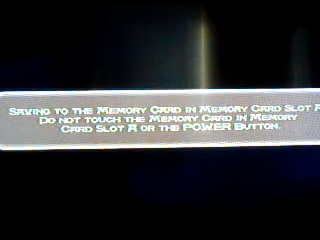 Saving to the Memory Card in Memory Card Slot A
Do not touch the Memory Card in Memory
Card Slot A or the POWER Button.